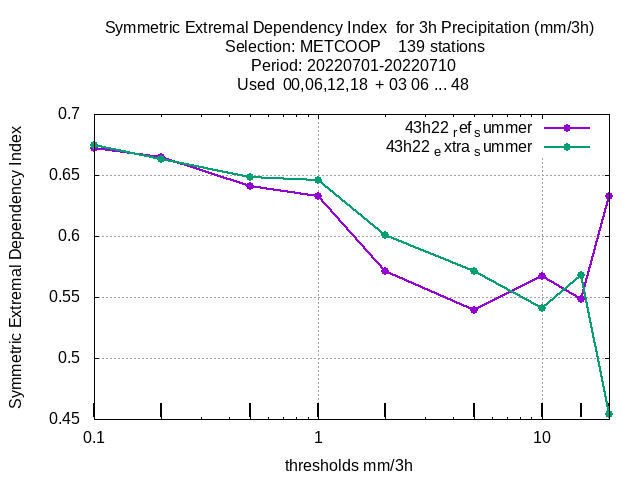 Symmetric Extremal Dependency Index  for 3h Precipitation (mm/3h)
Selection: METCOOP    139 stations
Period: 20220701-20220710
Used  00,06,12,18  + 03 06 ... 48
43h22 refsummer
43h22 extrasummer
0.7
0.65
0.6
0.55
0.5
0.45
Symmetric Extremal Dependency Index
0.1 1 10
thresholds mm/3h